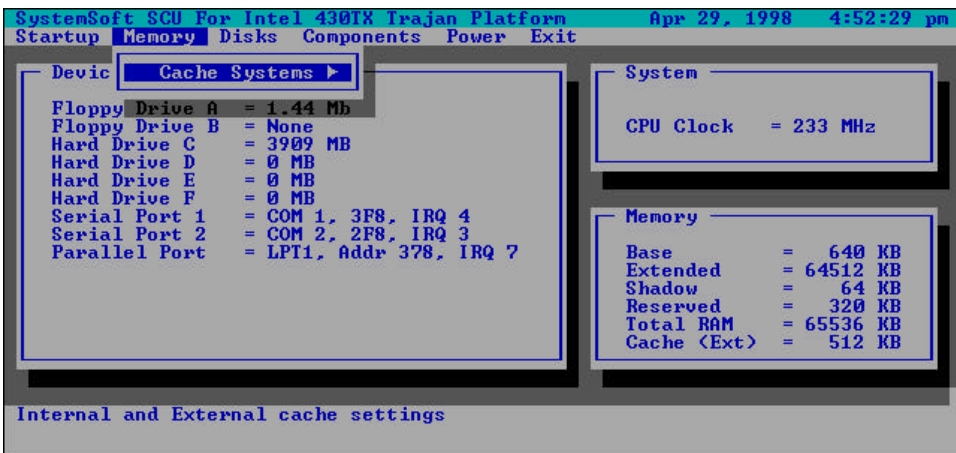 SystemSoft SCU For Intel 430TX Trajan Platform Apr 29, 1998 4:52:29 pm
Startup Memory Disks Components Power Exit
Devic
Cache Systems ►
Floppy Drive A = 1.44 Mb
Floppy Drive B = None
Hard Drive C = 3909 MB
Hard Drive D = 0 MB
Hard Drive E = 0 MB
Hard Drive F = 0 MB
Serial Port 1 = COM 1, 3F8, IRQ 4
Serial Port 2 = COM 2, 2F8, IRQ 3
Parallel Port = LPT1, Addr 378, IRQ 7
System
CPU Clock = 233 MHz
Memory
Base = 640 KB
Extended = 64512 KB
Shadow = 64 KB
Reserved = 320 KB
Total RAM = 65536 KB
Cache (Ext) = 512 KB
Internal and External cache settings